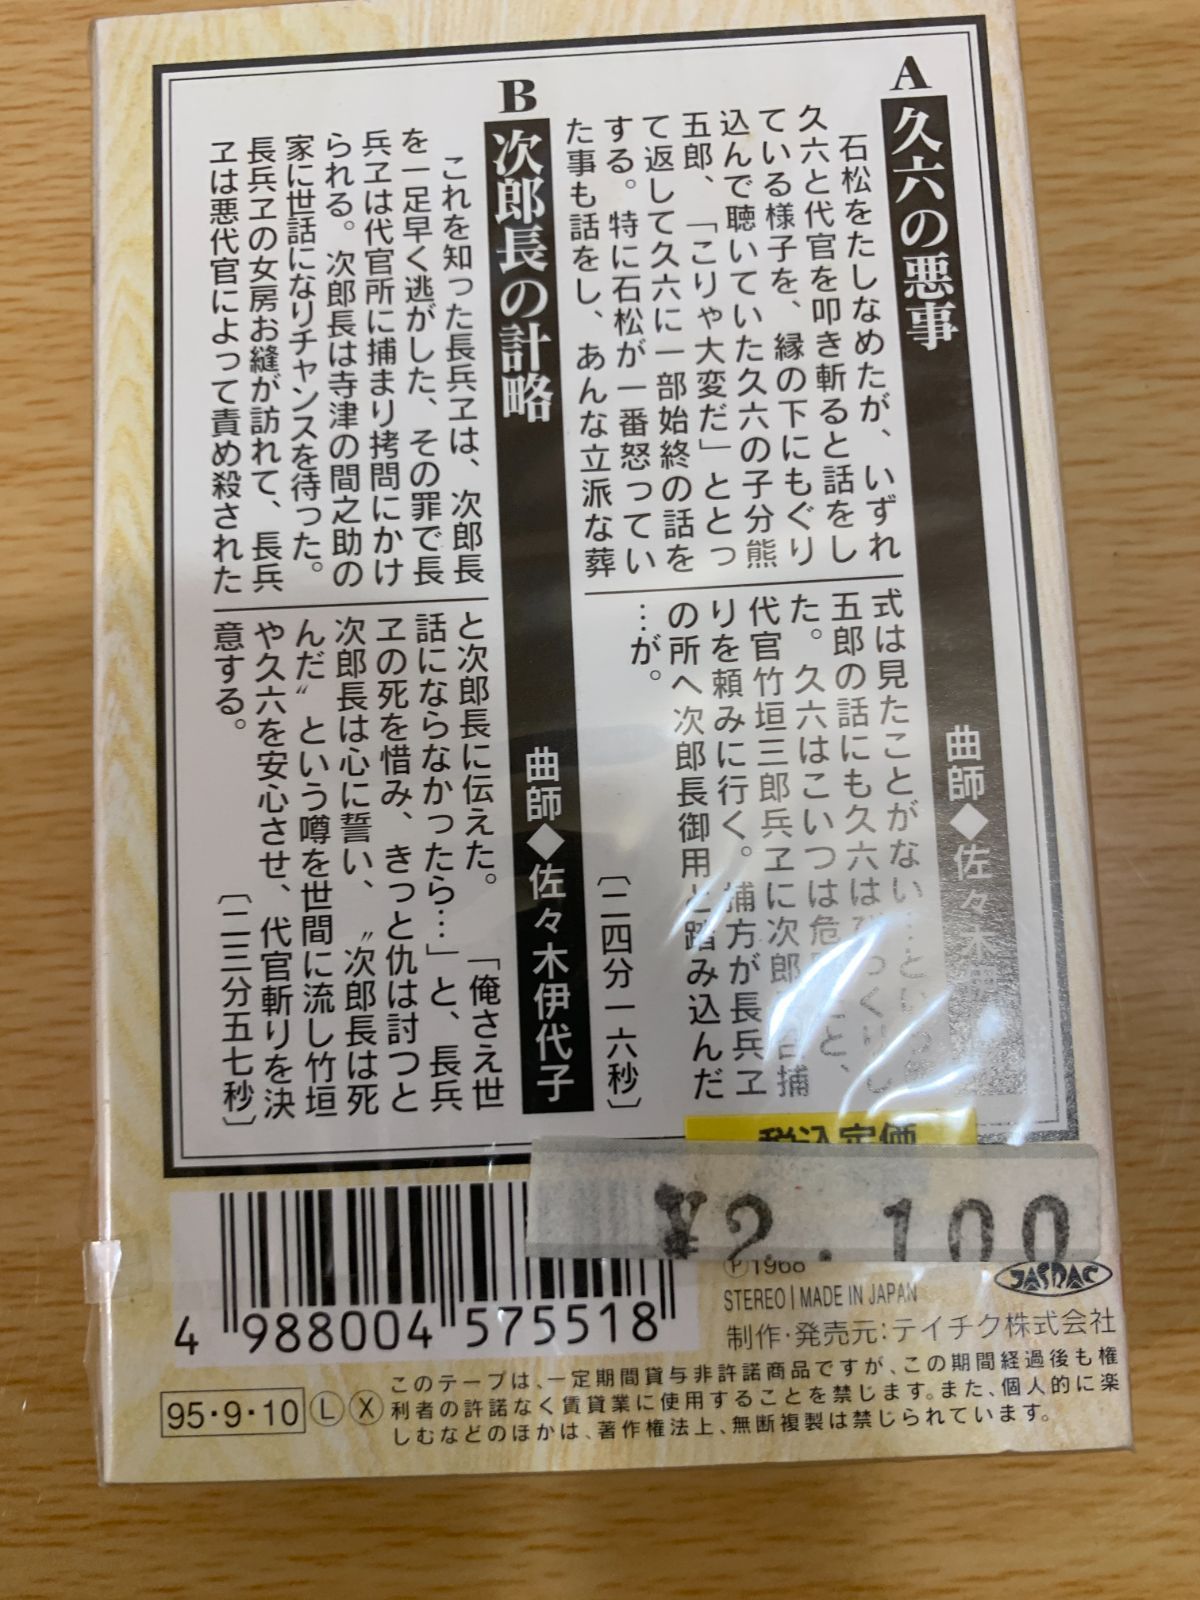 A
久六の悪事
曲師◆佐々木
石松をたしなめたが、いずれ
久六と代官を叩き斬ると話をし
ている様子を、縁の下にもぐり
込んで聴いていた久六の子分熊
五郎、「こりゃ大変だ」ととっ
て返して久六に一部始終の話を
する。特に石松が一番怒ってい
た事も話をし、あんな立派な葬
式は見たことがない…
五郎の話にも久六は
た。久六はこいつは危 と、
代官竹垣三郎兵ヱに次郎 捕
りを頼みに行く。捕方が長兵ヱ
の所へ次郎長御用と踏み込んだ
…が。
〔二四分一六秒〕
B
次郎長の計略
曲師◆佐々木伊代子
これを知った長兵ヱは、次郎長
を一足早く逃がした、その罪で長
兵ヱは代官所に捕まり拷問にかけ
られる。次郎長は寺津の間之助の
家に世話になりチャンスを待った。
長兵ヱの女房お縫が訪れて、長兵
ヱは悪代官によって責め殺された
と次郎長に伝えた。「俺さえ世
話にならなかったら…」と、長兵
ヱの死を惜み、きっと仇は討つと
次郎長は心に誓い、〝次郎長は死
んだ〟という噂を世間に流し竹垣
や久六を安心させ、代官斬りを決
意する。
〔二三分五七秒〕
税込定価
¥2,100
4 988004 575518
Ⓟ1968
JASRAC
STEREO | MADE IN JAPAN
制作・発売元：テイチク株式会社
95・9・10 Ⓛ Ⓧ
このテープは、一定期間貸与非許諾商品ですが、この期間経過後も権
利者の許諾なく賃貸業に使用することを禁じます。また、個人的に楽
しむなどのほかは、著作権法上、無断複製は禁じられています。